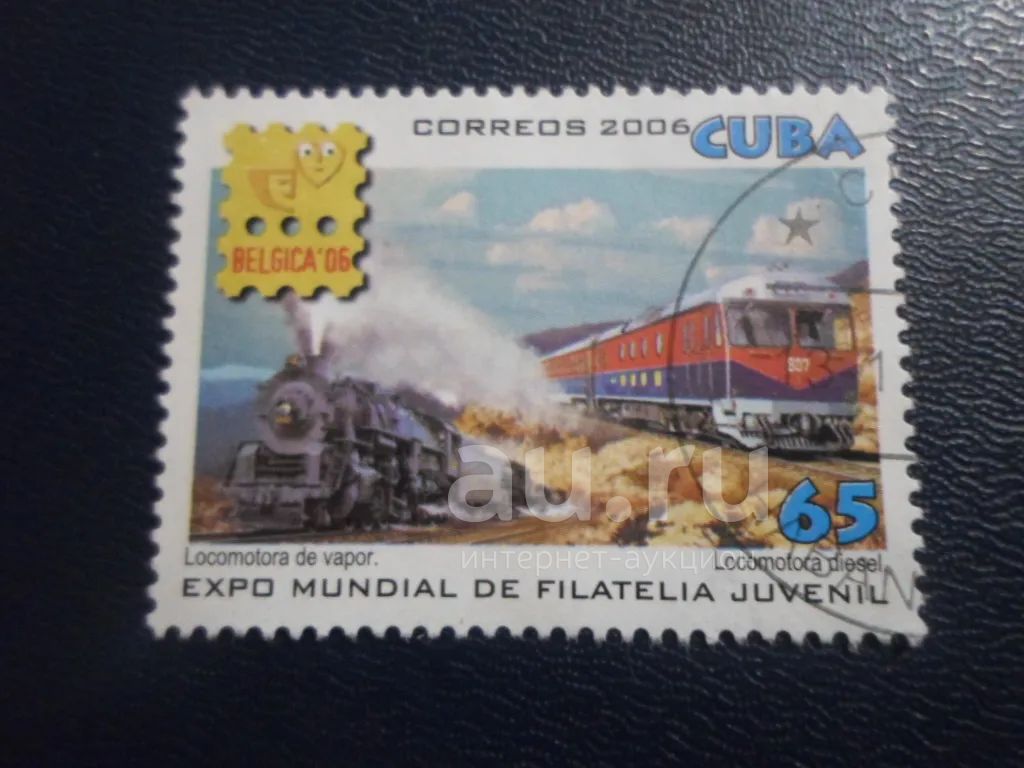 CORREOS 2006 CUBA
BELGICA'06
807
au.ru
65
интернет-аукцион
Locomotora de vapor. Locomotora diesel.
EXPO MUNDIAL DE FILATELIA JUVENIL